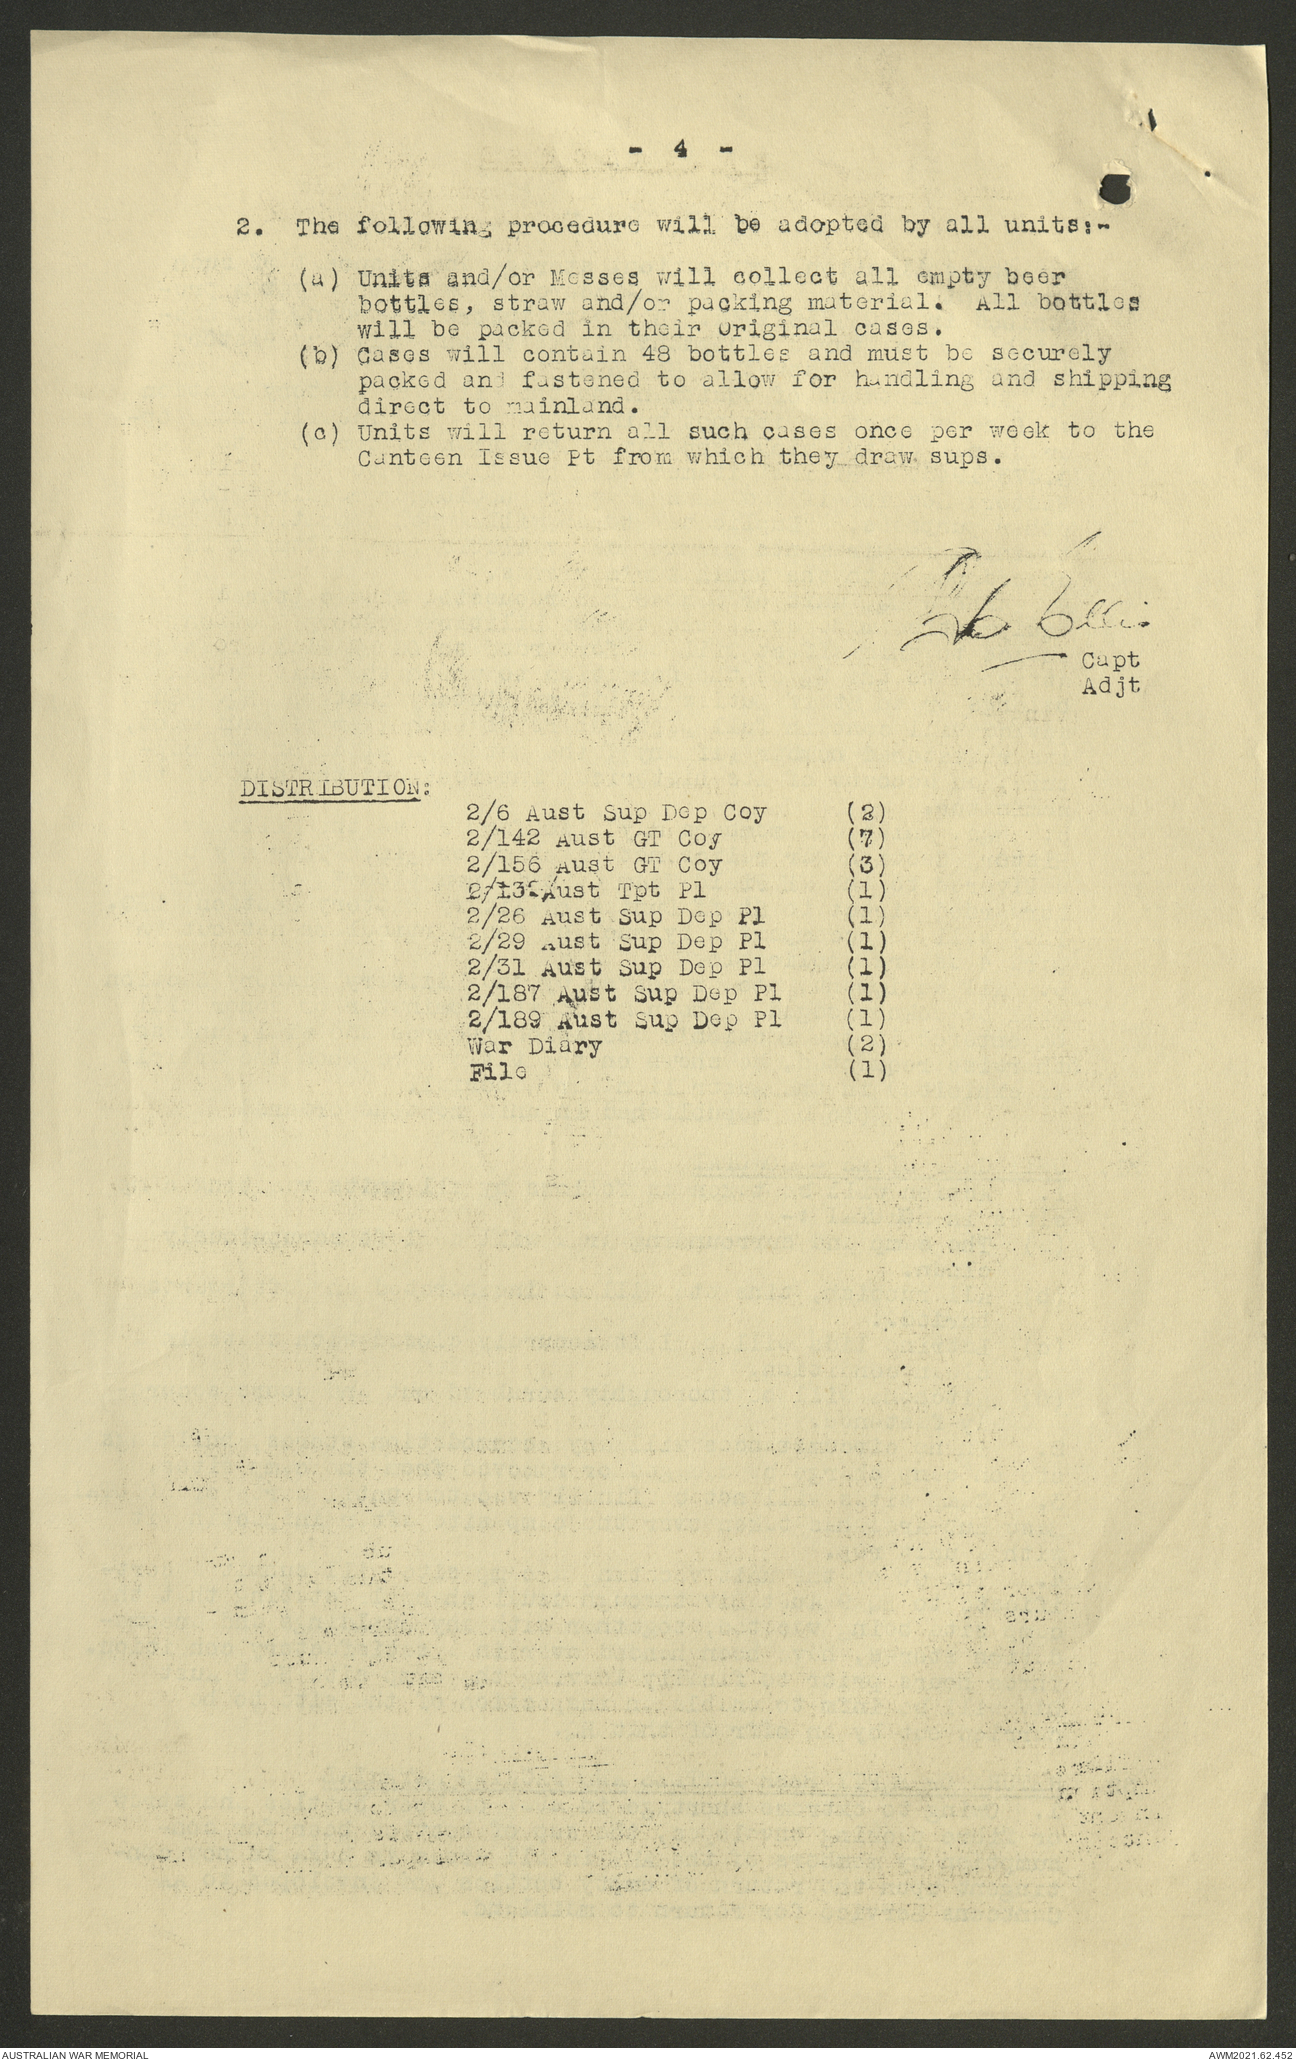 - 4 -
2. The following procedure will be adopted by all units:-
(a) Units and/or Messes will collect all empty beer
bottles, straw and/or packing material. All bottles
will be packed in their original cases.
(b) Cases will contain 48 bottles and must be securely
packed and fastened to allow for handling and shipping
direct to mainland.
(c) Units will return all such cases once per week to the
Canteen Issue Pt from which they draw sups.
Ellis
Capt
Adjt
DISTRIBUTION:
2/6 Aust Sup Dep Coy (2)
2/142 Aust GT Coy (7)
2/156 Aust GT Coy (3)
Aust Tpt Pl (1)
2/26 Aust Sup Dep Pl (1)
2/29 Aust Sup Dep Pl (1)
2/31 Aust Sup Dep Pl (1)
2/187 Aust Sup Dep Pl (1)
2/189 Aust Sup Dep Pl (1)
War Diary (2)
File (1)
AUSTRALIAN WAR MEMORIAL AWM2021.62.452